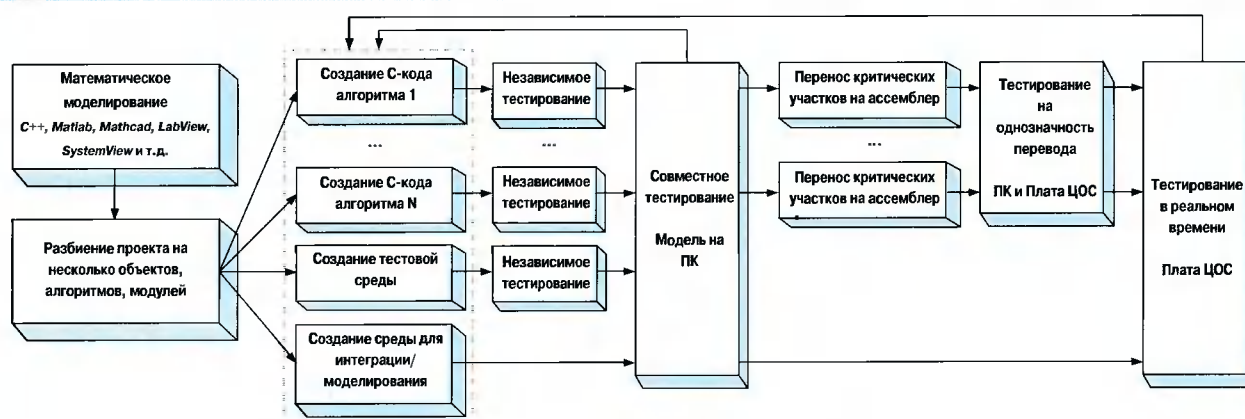 Математическое
моделирование
C++, Matlab, Mathcad, LabView,
SystemView и т.д.
Разбиение проекта на
несколько объектов,
алгоритмов, модулей
Создание С-кода
алгоритма 1
...
Создание С-кода
алгоритма N
Создание тестовой
среды
Создание среды для
интеграции/
моделирования
Независимое
тестирование
...
Независимое
тестирование
Независимое
тестирование
Совместное
тестирование
Модель на
ПК
Перенос критических
участков на ассемблер
...
Перенос критических
участков на ассемблер
Тестирование
на
однозначность
перевода
ПК и Плата ЦОС
Тестирование
в реальном
времени
Плата ЦОС